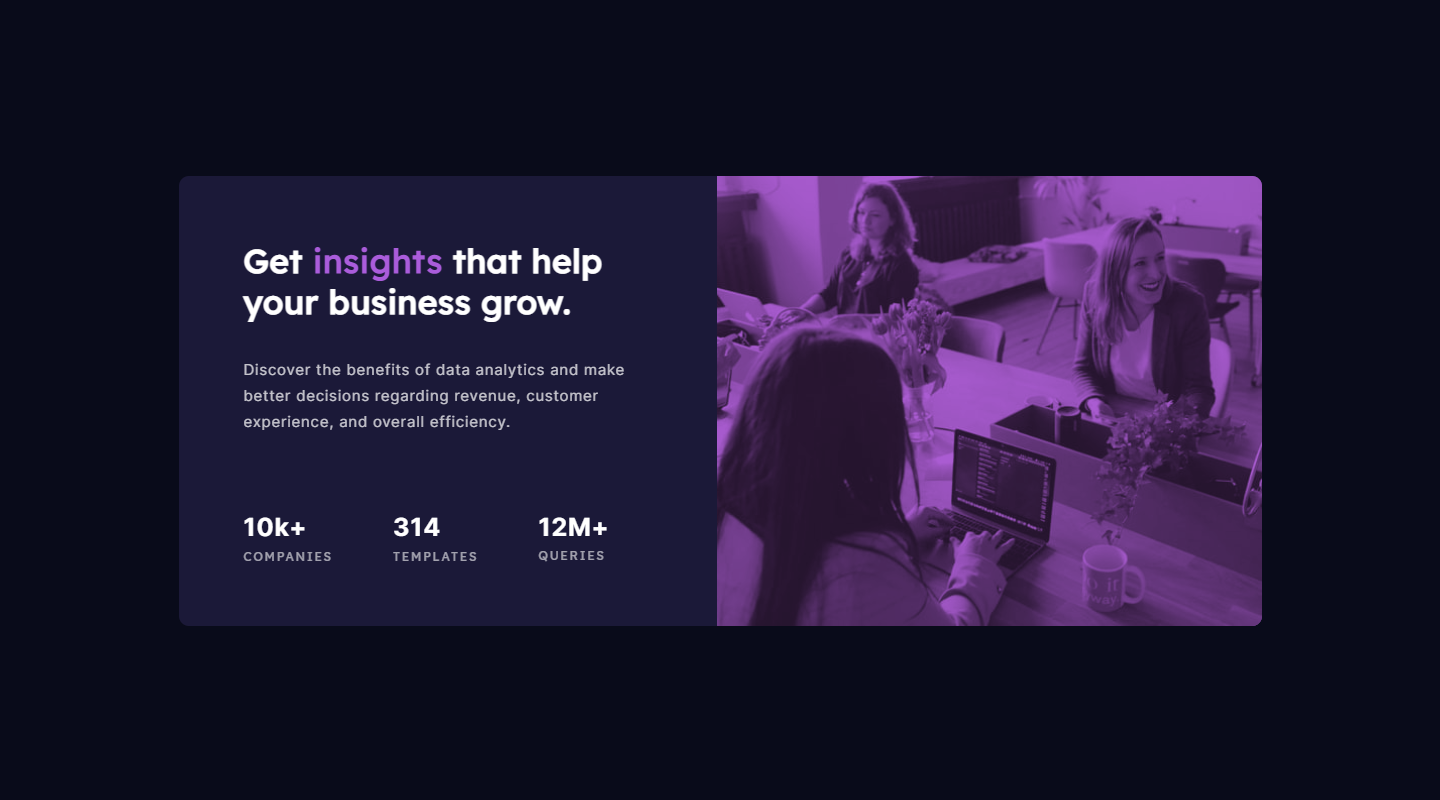 Get insights that help
your business grow.
Discover the benefits of data analytics and make
better decisions regarding revenue, customer
experience, and overall efficiency.
10k+ 314 12M+
COMPANIES TEMPLATES QUERIES